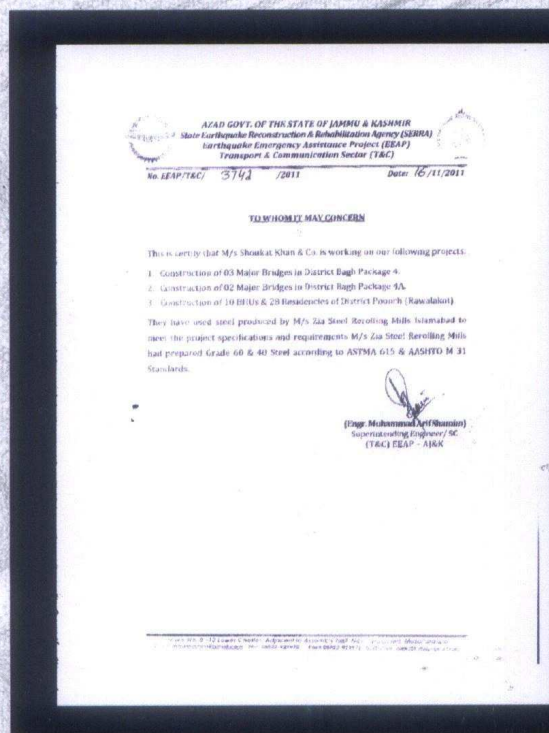 AZAD GOVT. OF THE STATE OF JAMMU & KASHMIR
State Earthquake Reconstruction & Rehabilitation Agency (SERRA)
Earthquake Emergency Assistance Project (EEAP)
Transport & Communication Sector (T&C)
No. EEAP/T&C/ 3742 /2011 Date: 16/11/2011
TO WHOM IT MAY CONCERN
This is certify that M/s Shoukat Khan & Co. is working on our following projects.
1. Construction of 03 Major Bridges in District Bagh Package 4.
2. Construction of 02 Major Bridges in District Bagh Package 4A.
3. Construction of 10 BHUs & 28 Residencies of District Poonch (Rawalakot)
They have used steel produced by M/s Zia Steel Rerolling Mills Islamabad to
meet the project specifications and requirements M/s Zia Steel Rerolling Mills
had prepared Grade 60 & 40 Steel according to ASTMA 615 & AASHTO M 31
Standards.
(Engr. Muhammad Arif Shamim)
Superintending Engineer/ SC
(T&C) EEAP - AJ&K